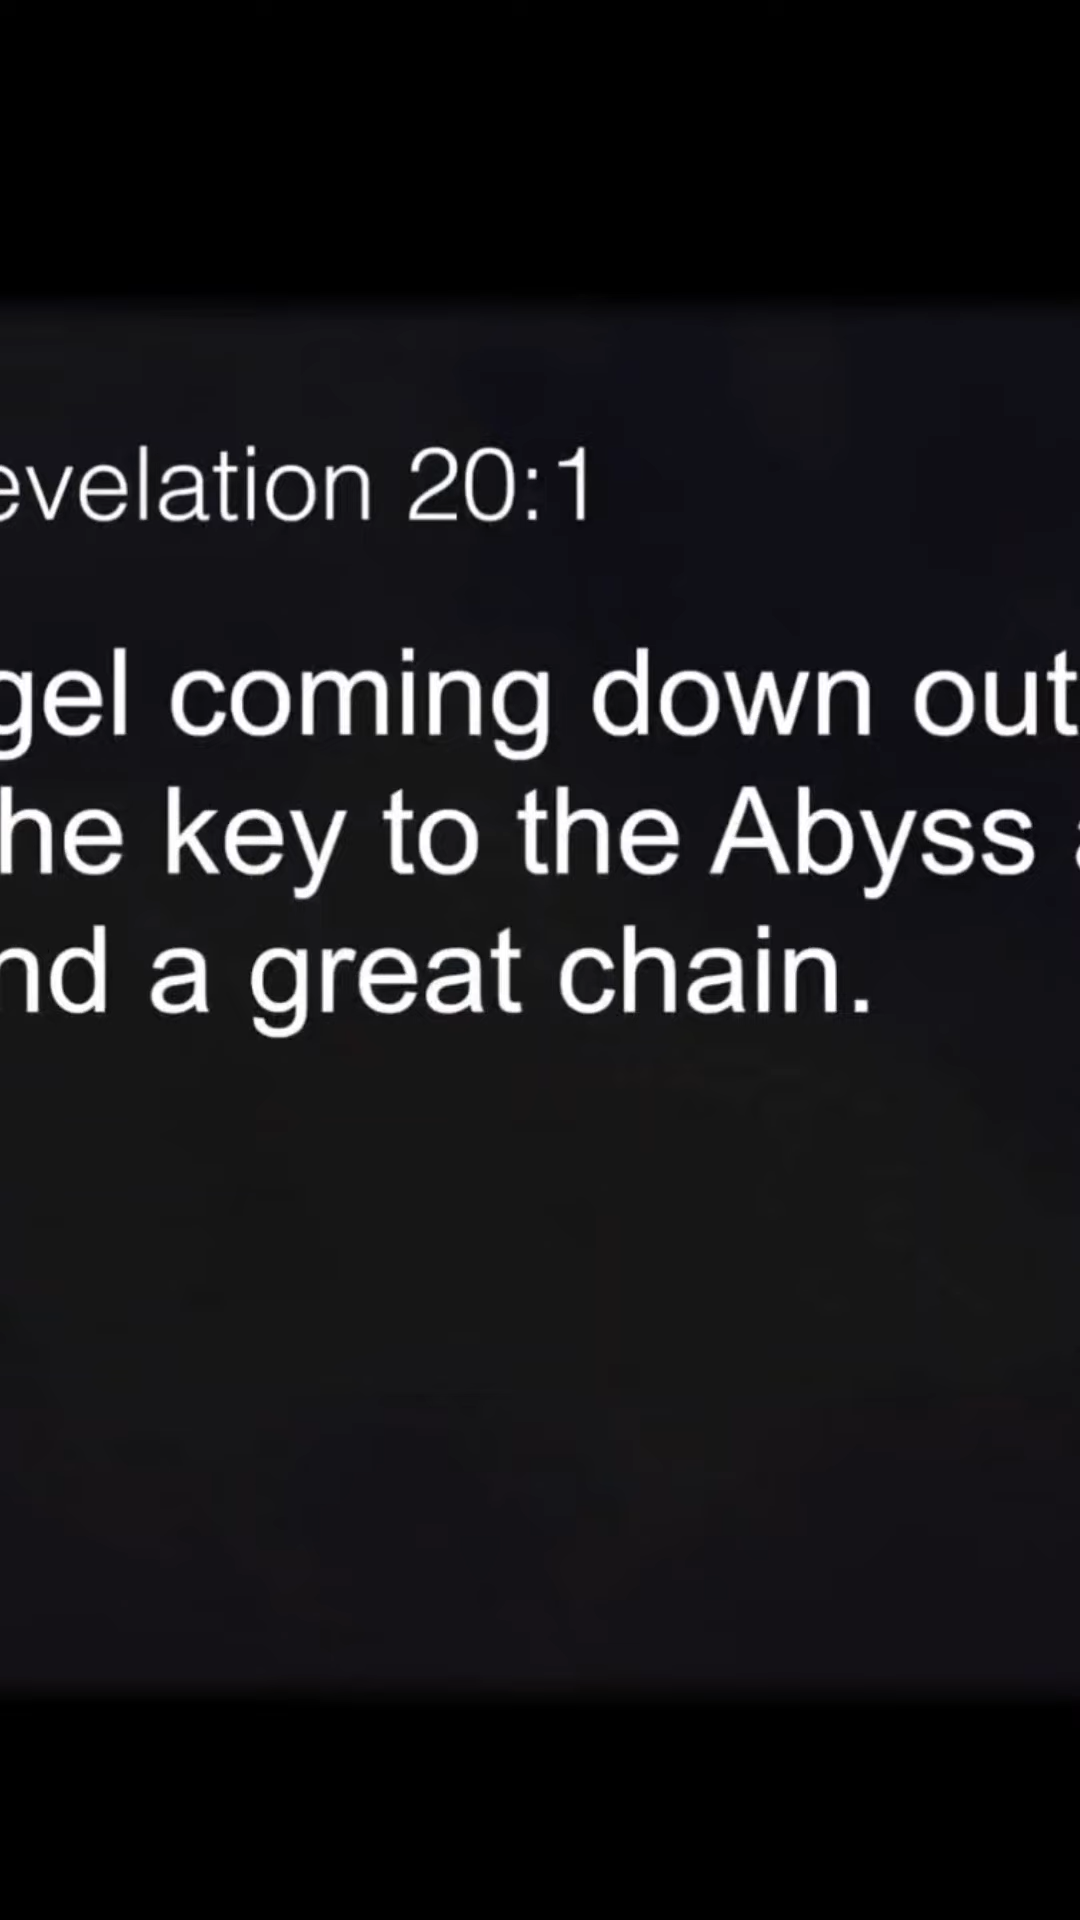 evelation 20:1
gel coming down out
he key to the Abyss a
nd a great chain.